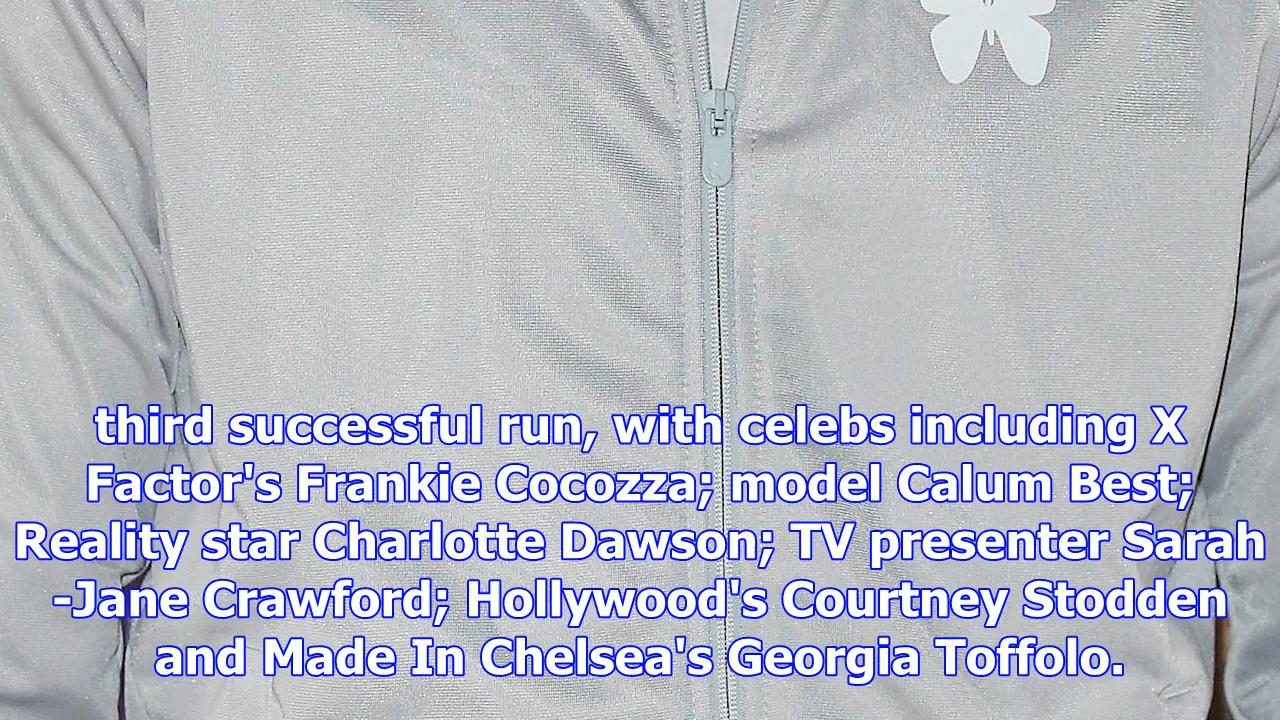 third successful run, with celebs including X
Factor's Frankie Cocozza; model Calum Best;
Reality star Charlotte Dawson; TV presenter Sarah
-Jane Crawford; Hollywood's Courtney Stodden
and Made In Chelsea's Georgia Toffolo.